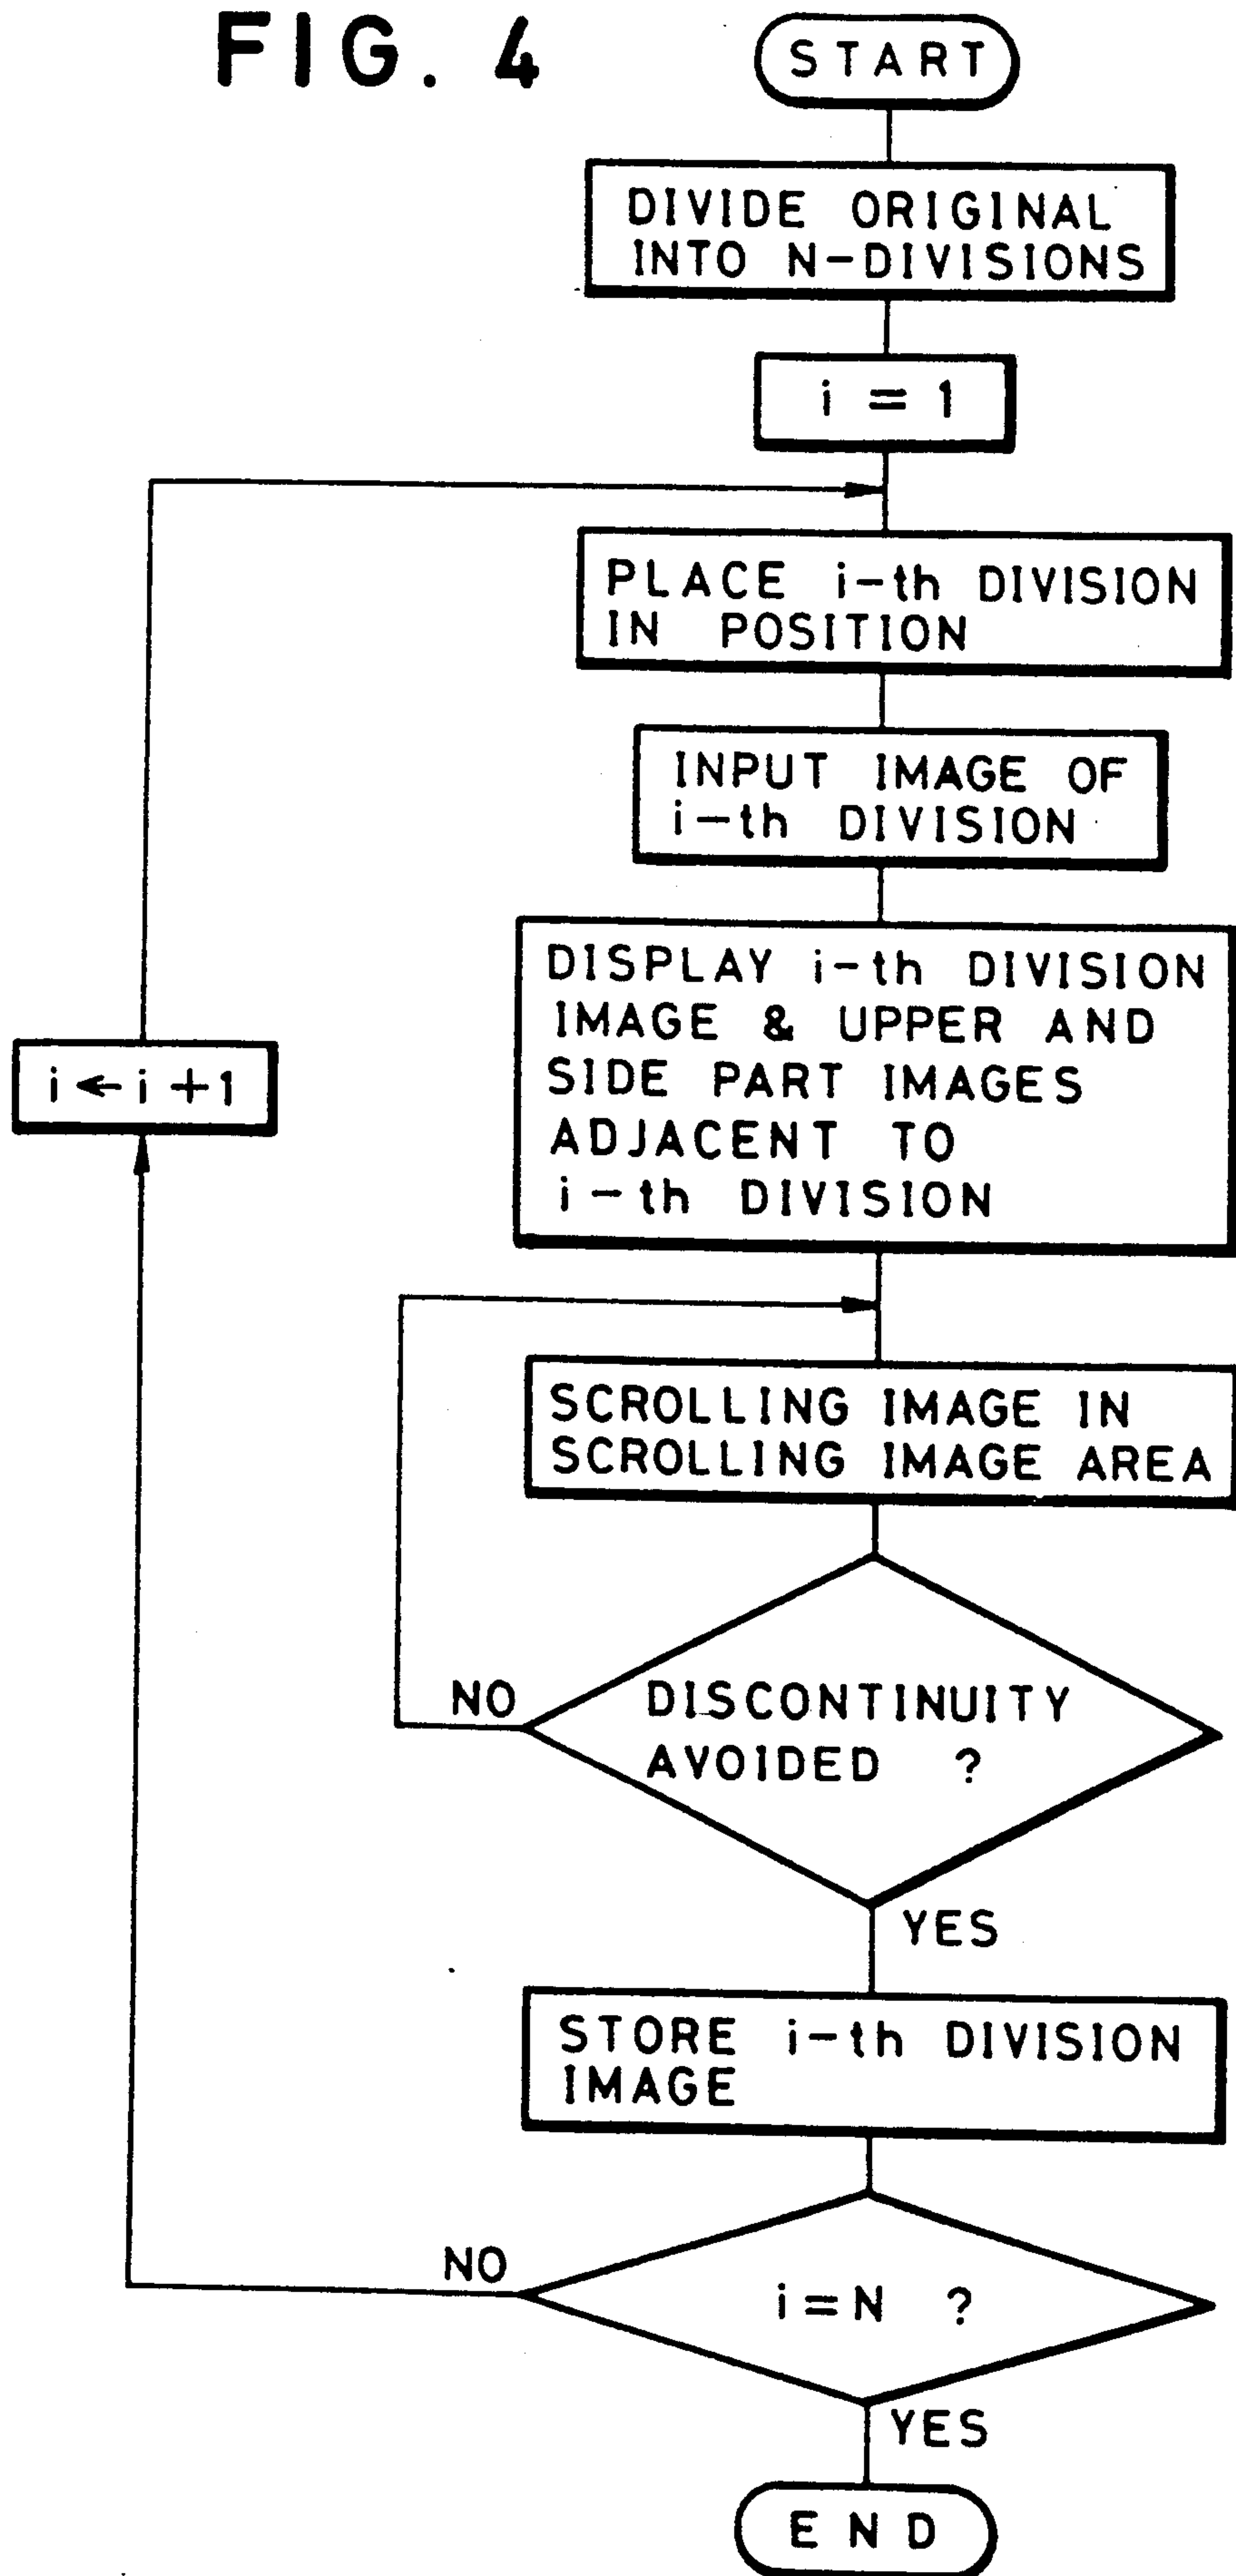 FIG. 4
START
DIVIDE ORIGINAL
INTO N-DIVISIONS
i = 1
PLACE i-th DIVISION
IN POSITION
INPUT IMAGE OF
i-th DIVISION
DISPLAY i-th DIVISION
IMAGE & UPPER AND
SIDE PART IMAGES
ADJACENT TO
i-th DIVISION
i ← i + 1
SCROLLING IMAGE IN
SCROLLING IMAGE AREA
NO
DISCONTINUITY
AVOIDED ?
YES
STORE i-th DIVISION
IMAGE
NO
i = N ?
YES
END